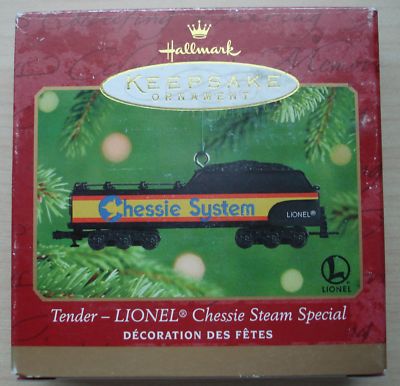 Hallmark
KEEPSAKE
ORNAMENT
Chessie System
LIONEL®
L
LIONEL
Tender – LIONEL® Chessie Steam Special
DÉCORATION DES FÊTES